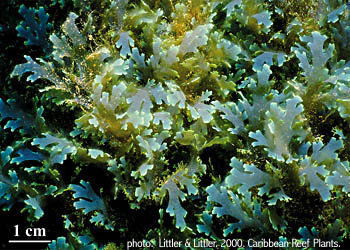 1 cm
photo: Littler & Littler, 2000, Caribbean Reef Plants.